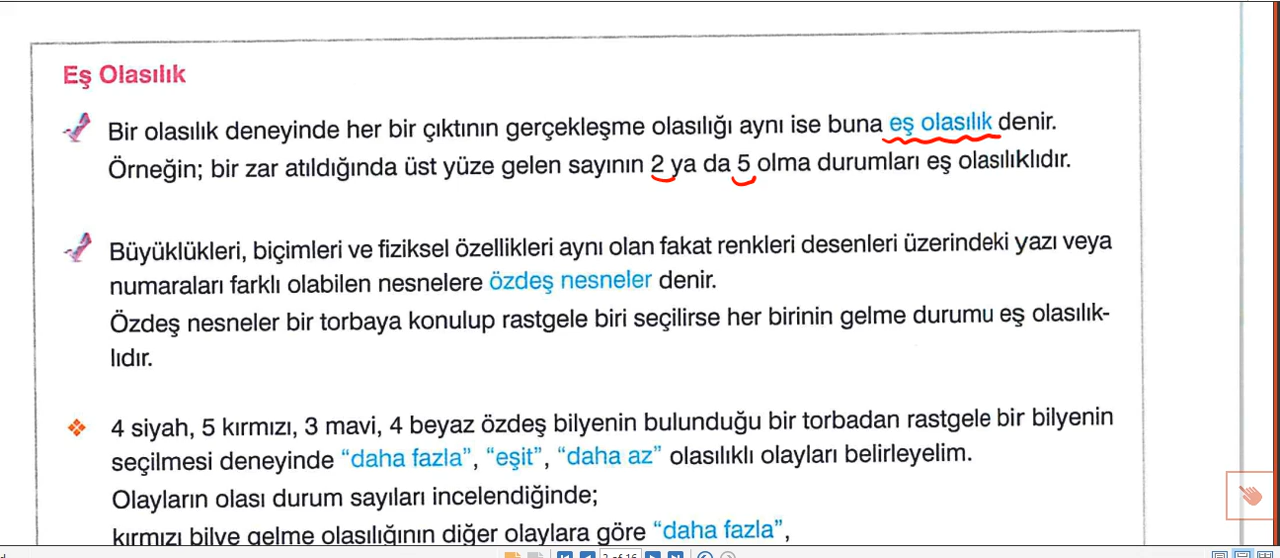 Eş Olasılık
Bir olasılık deneyinde her bir çıktının gerçekleşme olasılığı aynı ise buna eş olasılık denir.
Örneğin; bir zar atıldığında üst yüze gelen sayının 2 ya da 5 olma durumları eş olasılıklıdır.
Büyüklükleri, biçimleri ve fiziksel özellikleri aynı olan fakat renkleri desenleri üzerindeki yazı veya
numaraları farklı olabilen nesnelere özdeş nesneler denir.
Özdeş nesneler bir torbaya konulup rastgele biri seçilirse her birinin gelme durumu eş olasılık-
lıdır.
4 siyah, 5 kırmızı, 3 mavi, 4 beyaz özdeş bilyenin bulunduğu bir torbadan rastgele bir bilyenin
seçilmesi deneyinde “daha fazla”, “eşit”, “daha az” olasılıklı olayları belirleyelim.
Olayların olası durum sayıları incelendiğinde;
kırmızı bilye gelme olasılığının diğer olaylara göre “daha fazla”,